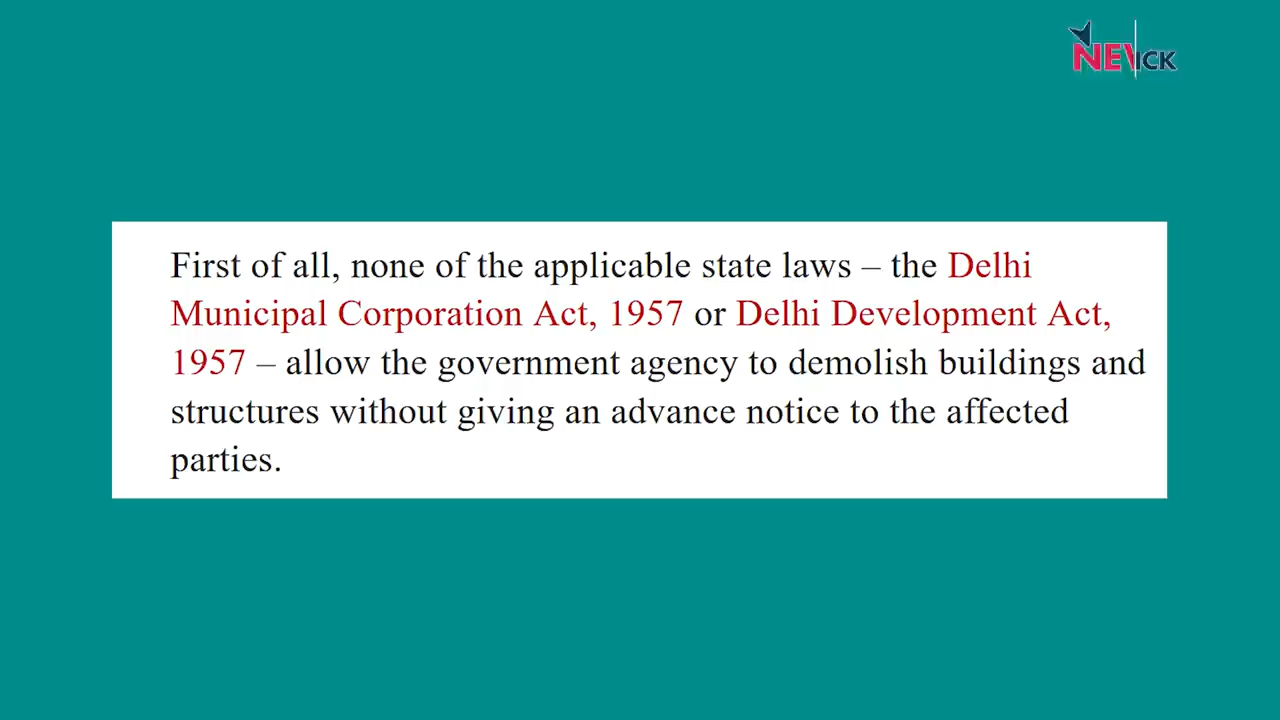 First of all, none of the applicable state laws – the Delhi
Municipal Corporation Act, 1957 or Delhi Development Act,
1957 – allow the government agency to demolish buildings and
structures without giving an advance notice to the affected
parties.